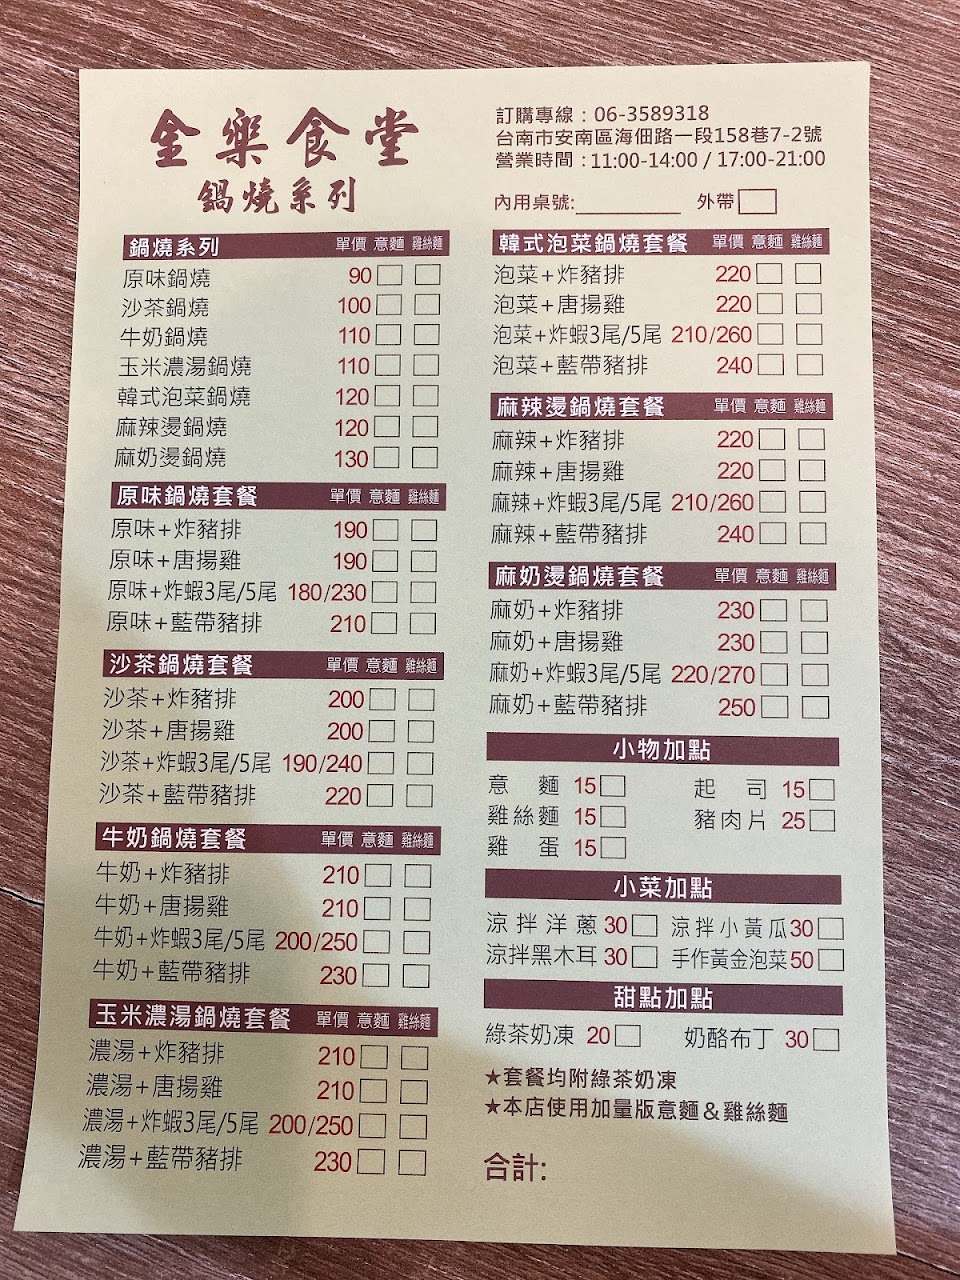 金樂食堂
鍋燒系列
訂購專線：06-3589318
台南市安南區海佃路一段158巷7-2號
營業時間：11:00-14:00 / 17:00-21:00
內用桌號:________ 外帶
鍋燒系列 單價 意麵 雞絲麵
原味鍋燒 90
沙茶鍋燒 100
牛奶鍋燒 110
玉米濃湯鍋燒 110
韓式泡菜鍋燒 120
麻辣燙鍋燒 120
麻奶燙鍋燒 130
原味鍋燒套餐 單價 意麵 雞絲麵
原味+炸豬排 190
原味+唐揚雞 190
原味+炸蝦3尾/5尾 180/230
原味+藍帶豬排 210
沙茶鍋燒套餐 單價 意麵 雞絲麵
沙茶+炸豬排 200
沙茶+唐揚雞 200
沙茶+炸蝦3尾/5尾 190/240
沙茶+藍帶豬排 220
牛奶鍋燒套餐 單價 意麵 雞絲麵
牛奶+炸豬排 210
牛奶+唐揚雞 210
牛奶+炸蝦3尾/5尾 200/250
牛奶+藍帶豬排 230
玉米濃湯鍋燒套餐 單價 意麵 雞絲麵
濃湯+炸豬排 210
濃湯+唐揚雞 210
濃湯+炸蝦3尾/5尾 200/250
濃湯+藍帶豬排 230
韓式泡菜鍋燒套餐 單價 意麵 雞絲麵
泡菜+炸豬排 220
泡菜+唐揚雞 220
泡菜+炸蝦3尾/5尾 210/260
泡菜+藍帶豬排 240
麻辣燙鍋燒套餐 單價 意麵 雞絲麵
麻辣+炸豬排 220
麻辣+唐揚雞 220
麻辣+炸蝦3尾/5尾 210/260
麻辣+藍帶豬排 240
麻奶燙鍋燒套餐 單價 意麵 雞絲麵
麻奶+炸豬排 230
麻奶+唐揚雞 230
麻奶+炸蝦3尾/5尾 220/270
麻奶+藍帶豬排 250
小物加點
意麵 15 起司 15
雞絲麵 15 豬肉片 25
雞蛋 15
小菜加點
涼拌洋蔥 30 涼拌小黃瓜 30
涼拌黑木耳 30 手作黃金泡菜 50
甜點加點
綠茶奶凍 20 奶酪布丁 30
★套餐均附綠茶奶凍
★本店使用加量版意麵＆雞絲麵
合計: